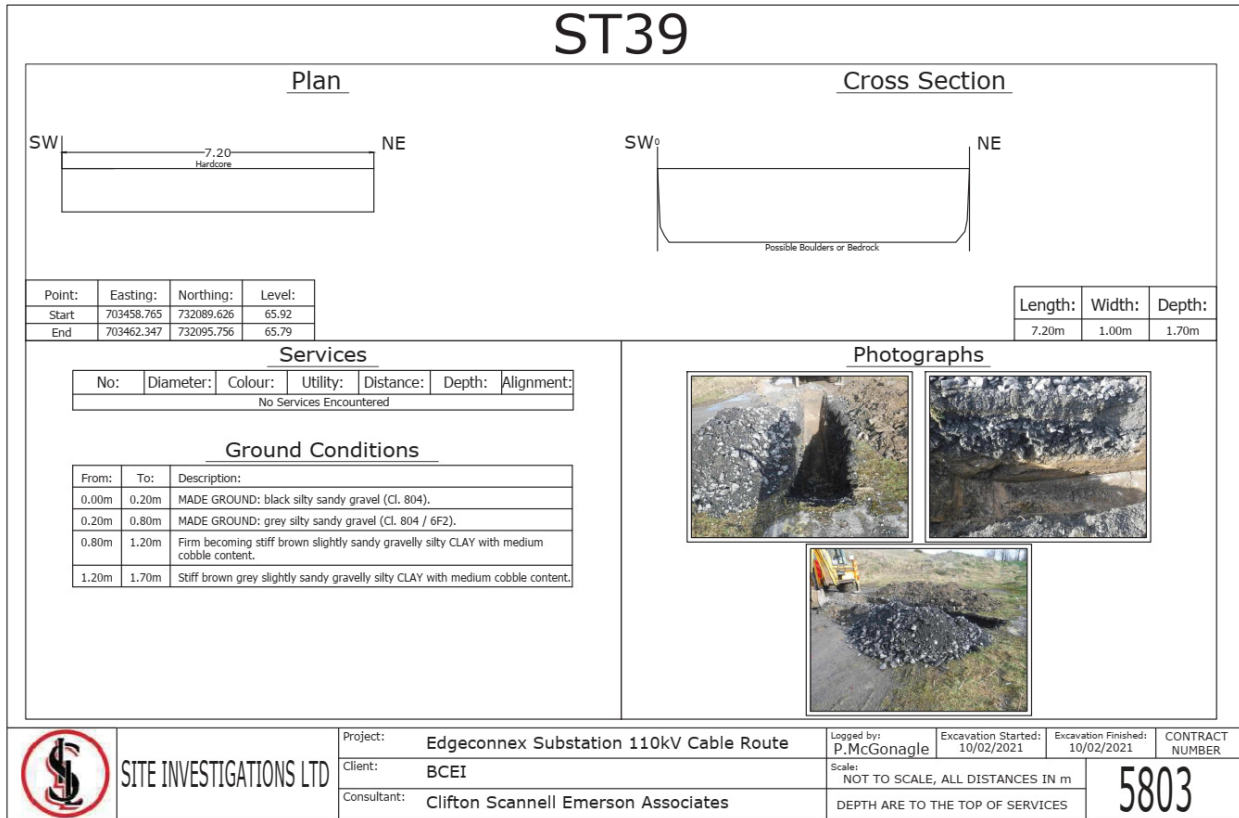 ST39
Plan
SW
NE
7.20
Hardcore
Cross Section
SW
0
NE
Possible Boulders or Bedrock
Point: Easting: Northing: Level:
Start 703458.765 732089.626 65.92
End 703462.347 732095.756 65.79
Length: Width: Depth:
7.20m 1.00m 1.70m
Services
No: Diameter: Colour: Utility: Distance: Depth: Alignment:
No Services Encountered
Ground Conditions
From: To: Description:
0.00m 0.20m MADE GROUND: black silty sandy gravel (Cl. 804).
0.20m 0.80m MADE GROUND: grey silty sandy gravel (Cl. 804 / 6F2).
0.80m 1.20m Firm becoming stiff brown slightly sandy gravelly silty CLAY with medium
cobble content.
1.20m 1.70m Stiff brown grey slightly sandy gravelly silty CLAY with medium cobble content.
Photographs
SITE INVESTIGATIONS LTD
Project: Edgeconnex Substation 110kV Cable Route
Client: BCEI
Consultant: Clifton Scannell Emerson Associates
Logged by:
P.McGonagle
Excavation Started:
10/02/2021
Excavation Finished:
10/02/2021
Scale:
NOT TO SCALE, ALL DISTANCES IN m
DEPTH ARE TO THE TOP OF SERVICES
CONTRACT
NUMBER
5803